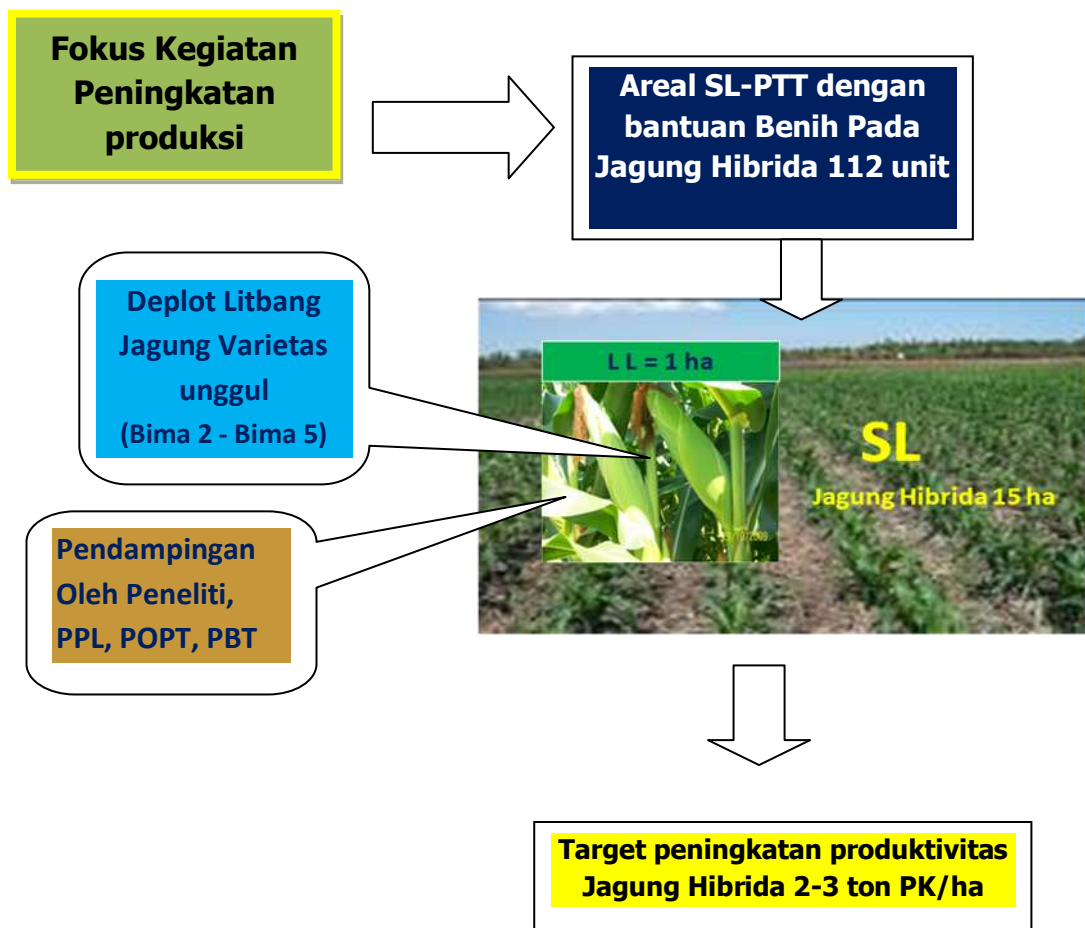 Fokus Kegiatan
Peningkatan
produksi
Areal SL-PTT dengan
bantuan Benih Pada
Jagung Hibrida 112 unit
Deplot Litbang
Jagung Varietas
unggul
(Bima 2 - Bima 5)
L L = 1 ha
SL
Jagung Hibrida 15 ha
Pendampingan
Oleh Peneliti,
PPL, POPT, PBT
Target peningkatan produktivitas
Jagung Hibrida 2-3 ton PK/ha